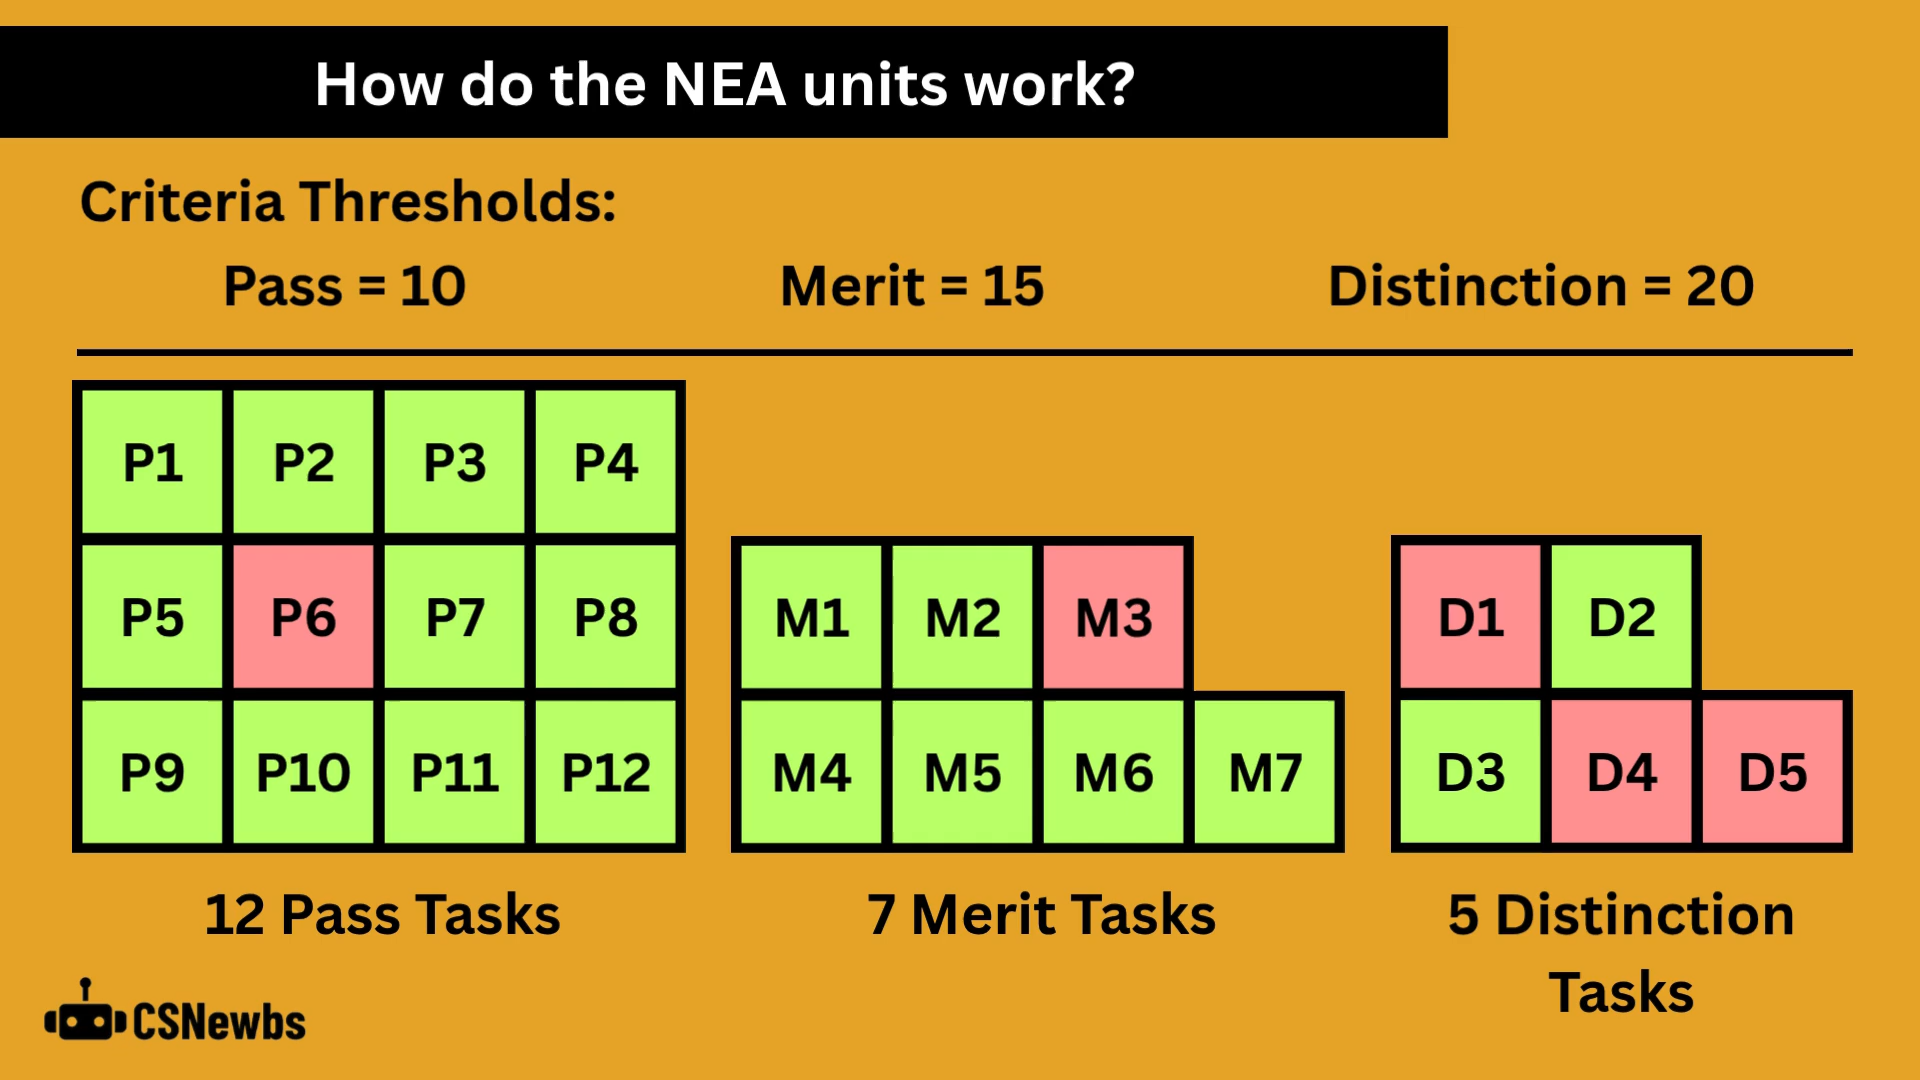 How do the NEA units work?
Criteria Thresholds:
Pass = 10 Merit = 15 Distinction = 20
P1 P2 P3 P4
P5 P6 P7 P8
P9 P10 P11 P12
M1 M2 M3
M4 M5 M6 M7
D1 D2
D3 D4 D5
12 Pass Tasks
7 Merit Tasks
5 Distinction
Tasks
CSNewbs